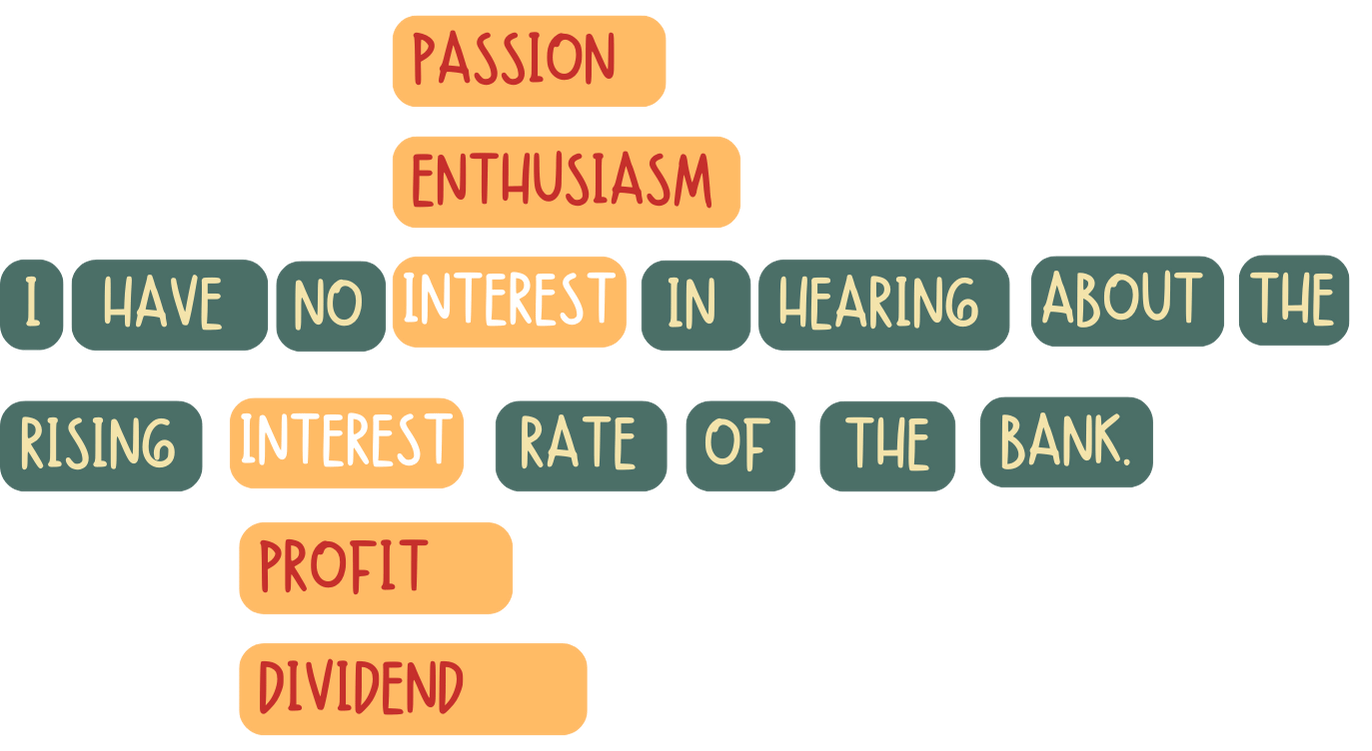 PASSION
ENTHUSIASM
I HAVE NO INTEREST IN HEARING ABOUT THE
RISING INTEREST RATE OF THE BANK.
PROFIT
DIVIDEND